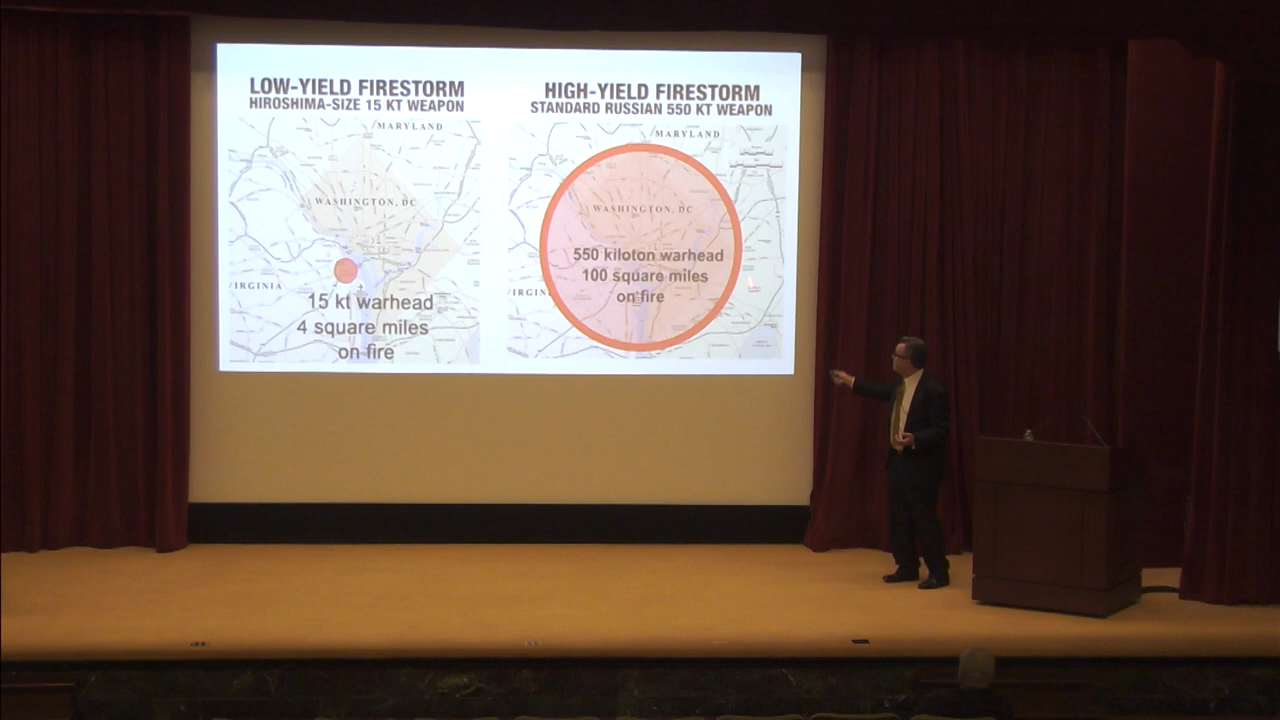 LOW-YIELD FIRESTORM
HIROSHIMA-SIZE 15 KT WEAPON
MARYLAND
WASHINGTON, DC
VIRGINIA
15 kt warhead
4 square miles
on fire
HIGH-YIELD FIRESTORM
STANDARD RUSSIAN 550 KT WEAPON
MARYLAND
WASHINGTON, DC
550 kiloton warhead
100 square miles
VIRGIN
on fire